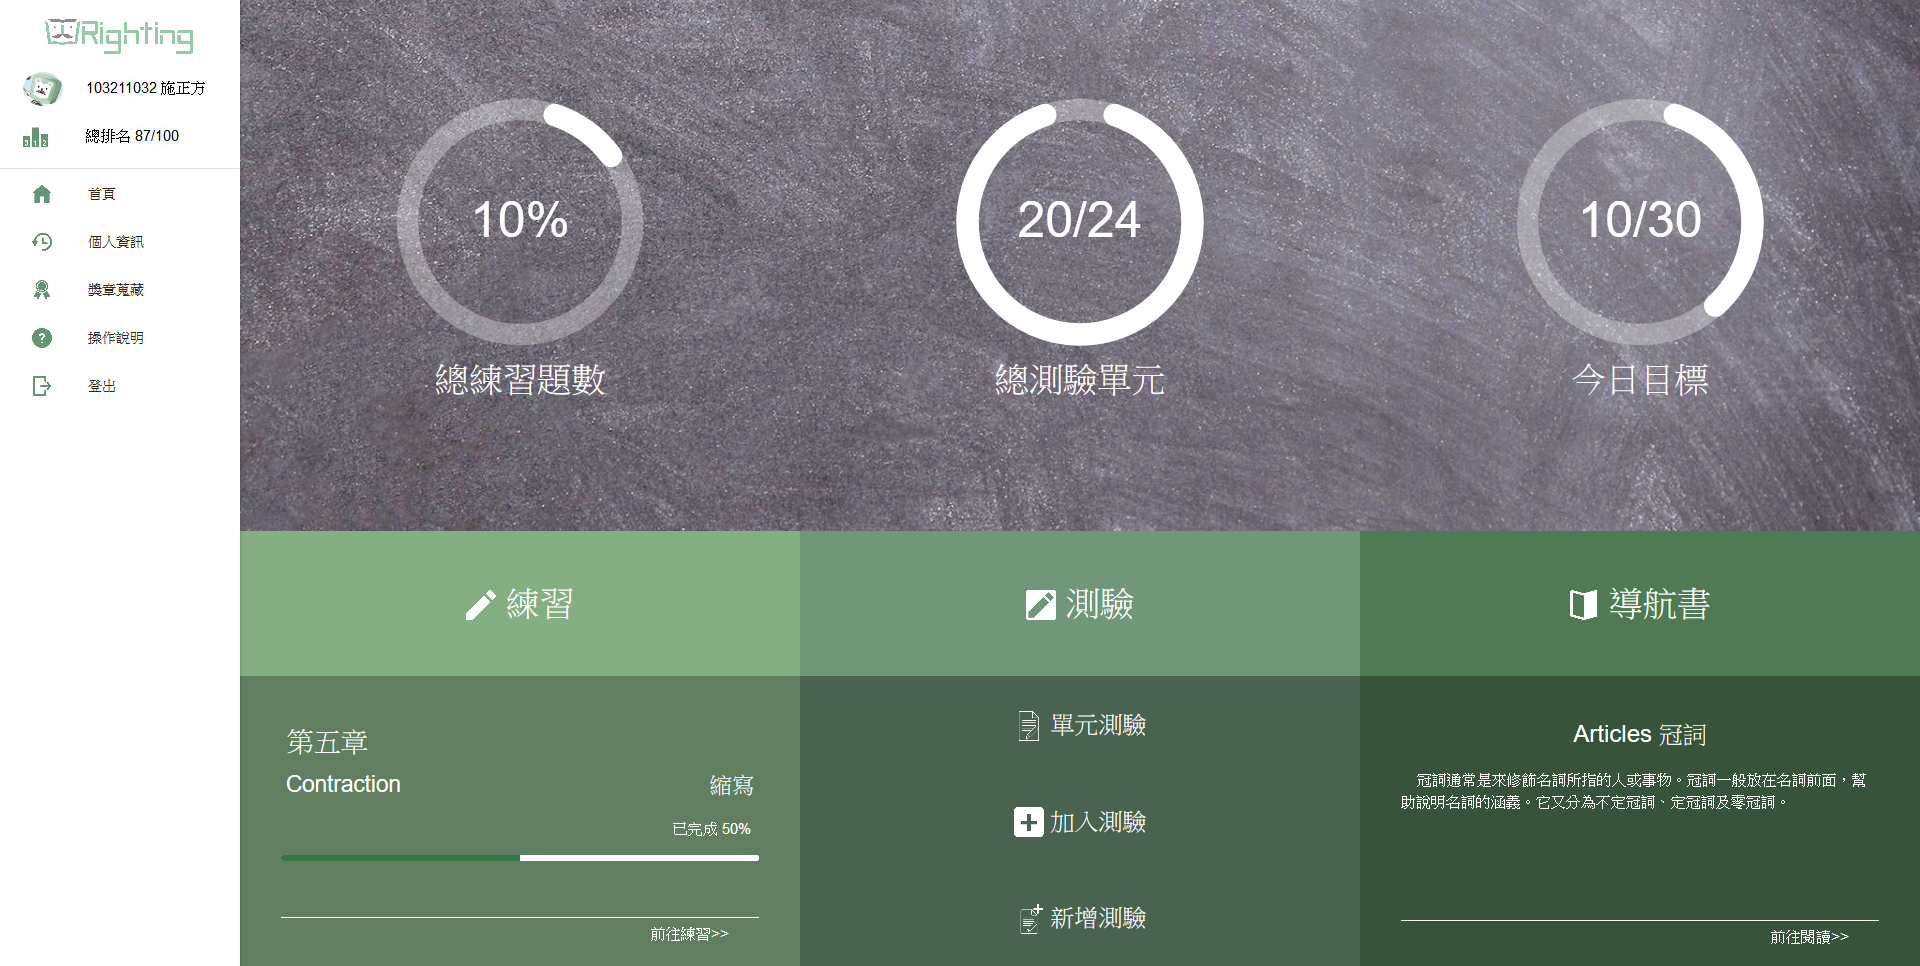 Righting
103211032 施正方
總排名 87/100
首頁
個人資訊
獎章蒐藏
操作說明
登出
10%
總練習題數
20/24
總測驗單元
10/30
今日目標
練習
測驗
導航書
第五章
Contraction 縮寫
已完成 50%
前往練習>>
單元測驗
加入測驗
新增測驗
Articles 冠詞
冠詞通常是來修飾名詞所指的人或事物。冠詞一般放在名詞前面，幫
助說明名詞的涵義。它又分為不定冠詞、定冠詞及零冠詞。
前往閱讀>>